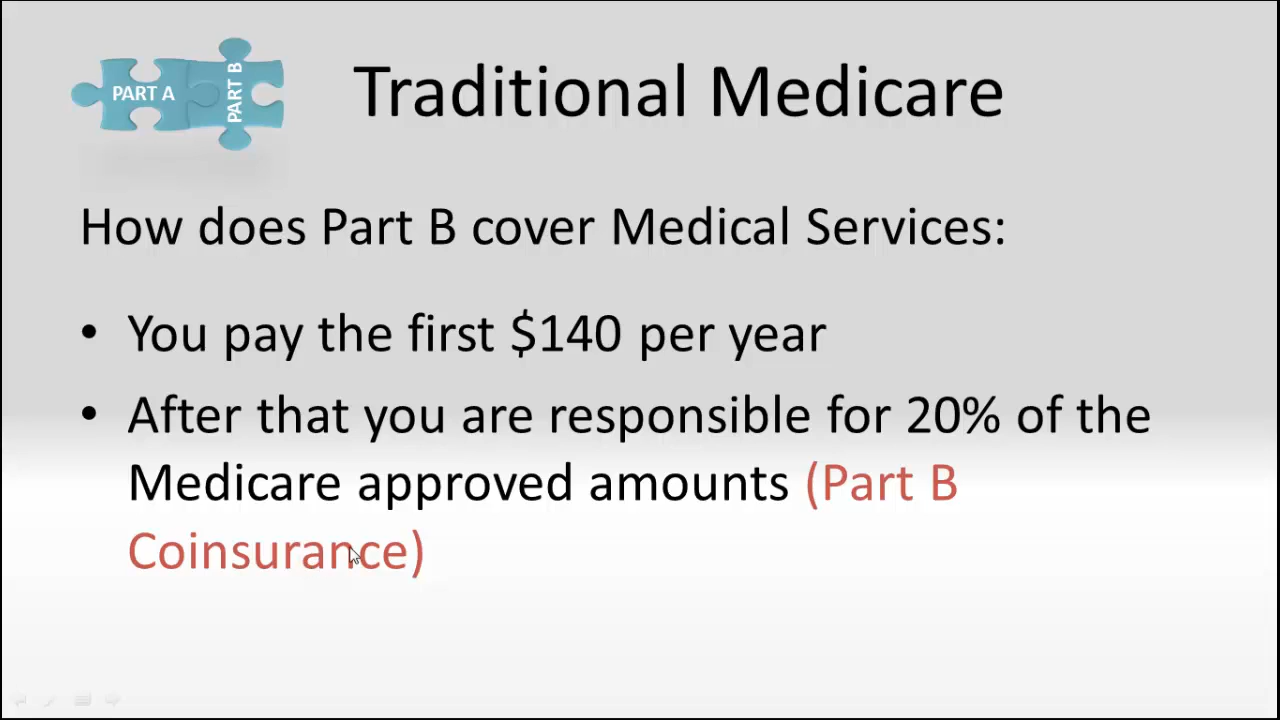 PART A
PART B
Traditional Medicare
How does Part B cover Medical Services:
• You pay the first $140 per year
• After that you are responsible for 20% of the
Medicare approved amounts (Part B
Coinsurance)